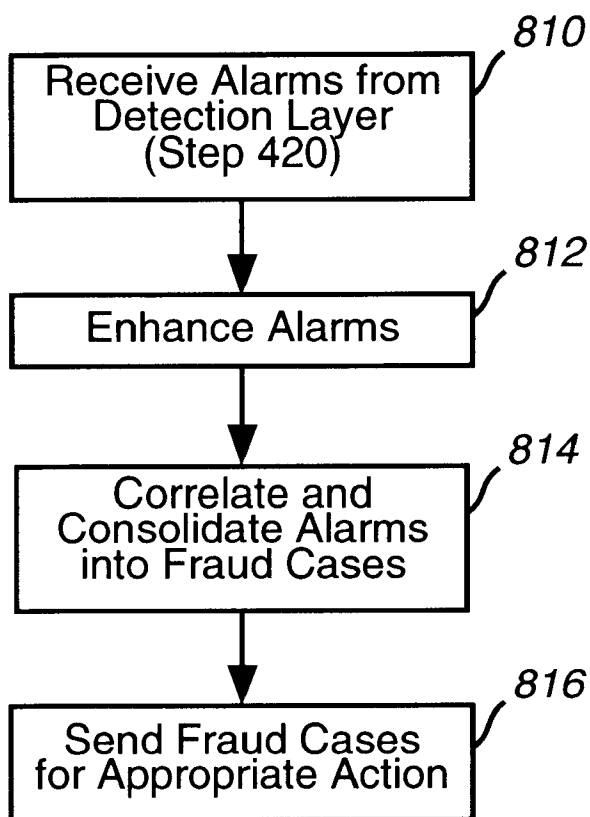 810
Receive Alarms from
Detection Layer
(Step 420)
812
Enhance Alarms
814
Correlate and
Consolidate Alarms
into Fraud Cases
816
Send Fraud Cases
for Appropriate Action